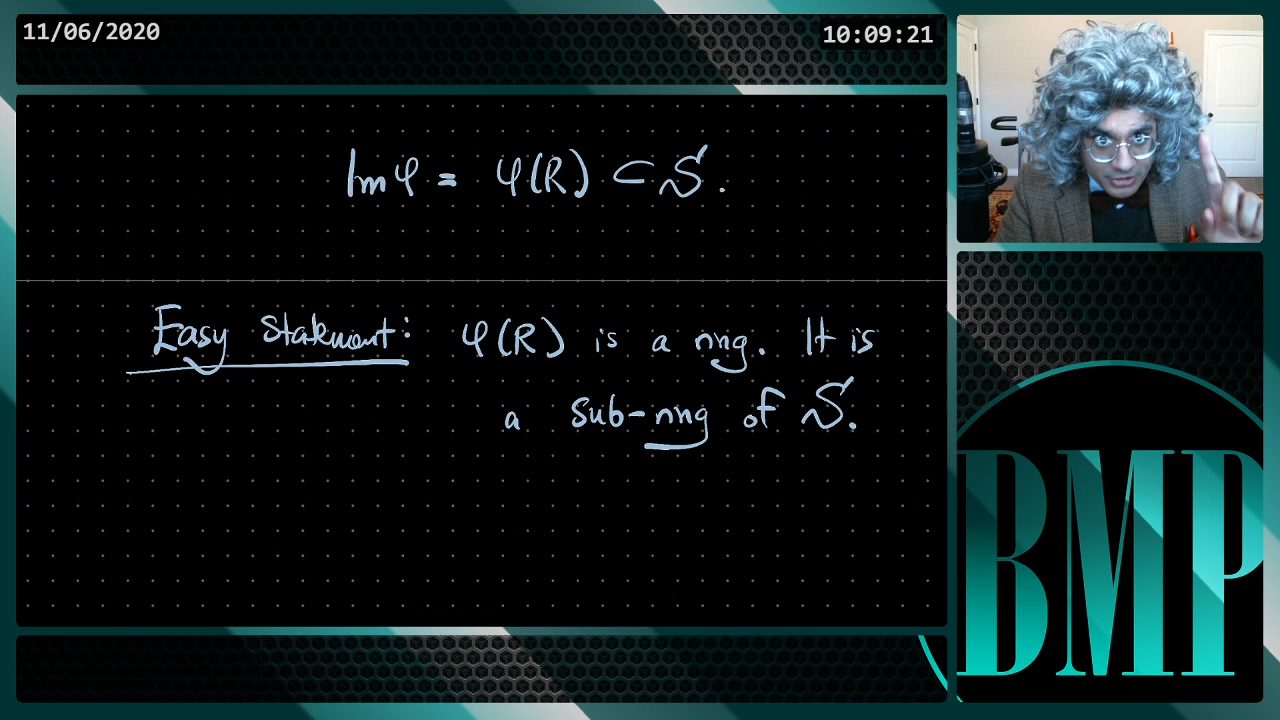 11/06/2020
10:09:21
Im φ = φ(R) ⊂ S.
Easy Statement: φ(R) is a ring. It is
a sub-ring of S.
BMP